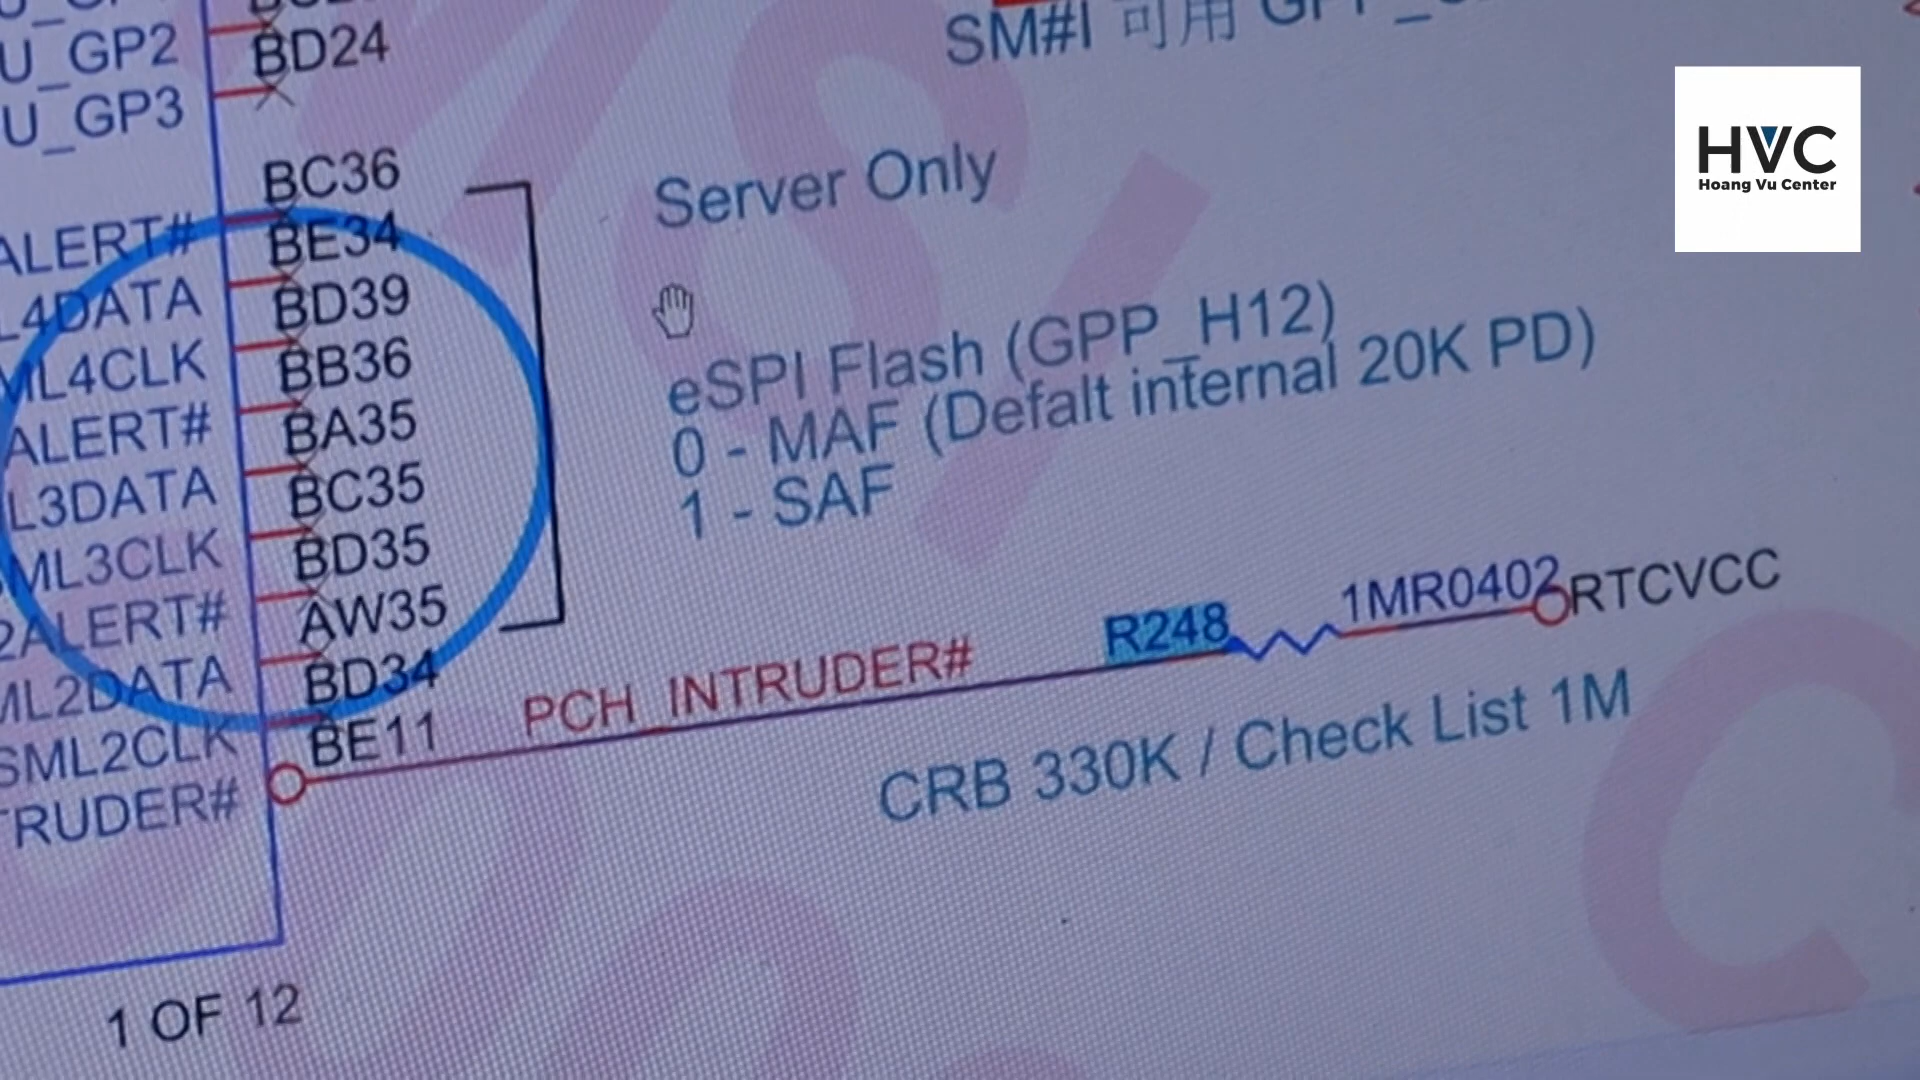 U_GP2
BD24
U_GP3
SM#I 可用
HVC
Hoang Vu Center
BC36
Server Only
ALERT#
BE34
L4DATA
BD39
eSPI Flash (GPP_H12)
ML4CLK
BB36
0 - MAF (Defalt internal 20K PD)
ALERT#
BA35
1 - SAF
L3DATA
BC35
ML3CLK
BD35
2ALERT#
AW35
ML2DATA
BD34
PCH_INTRUDER#
R248
1MR0402
RTCVCC
SML2CLK
BE11
CRB 330K / Check List 1M
TRUDER#
1 OF 12